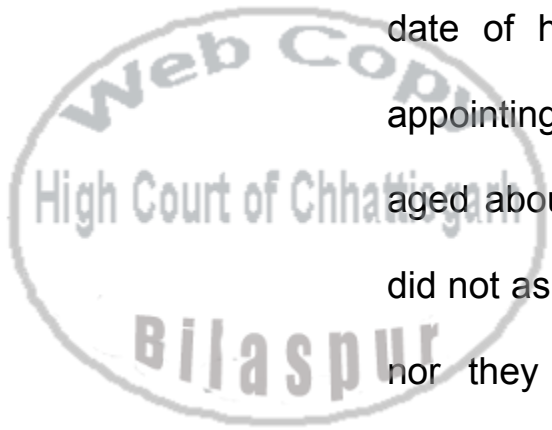 date of h
appointing
aged abou
did not as
nor they
Web Copy
High Court of Chhattisgarh
Bilaspur